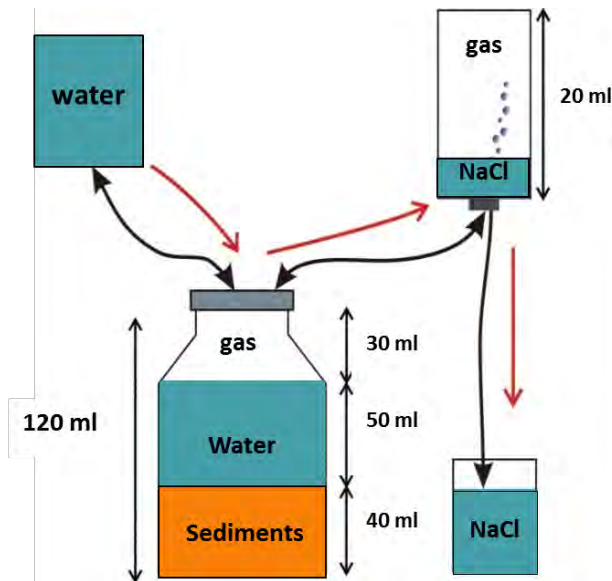 gas
water
20 ml
NaCl
gas
30 ml
120 ml
50 ml
Water
Sediments
40 ml
NaCl